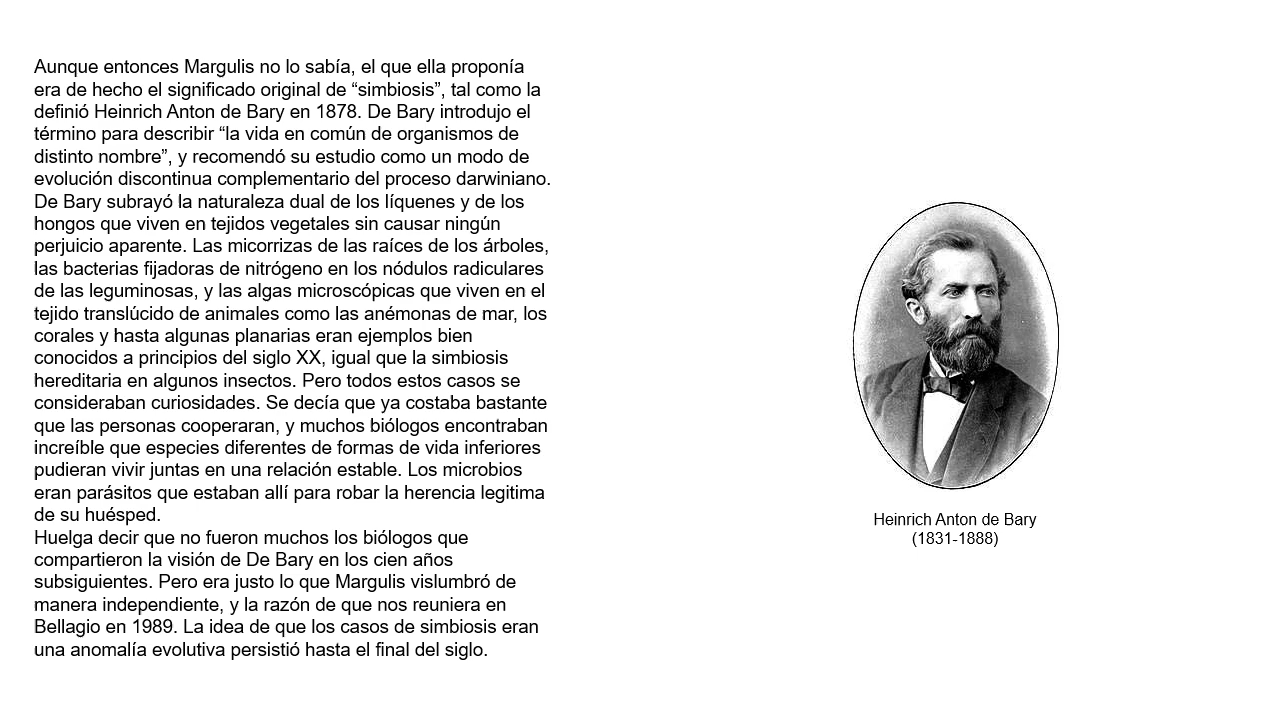 Aunque entonces Margulis no lo sabía, el que ella proponía
era de hecho el significado original de “simbiosis”, tal como la
definió Heinrich Anton de Bary en 1878. De Bary introdujo el
término para describir “la vida en común de organismos de
distinto nombre”, y recomendó su estudio como un modo de
evolución discontinua complementario del proceso darwiniano.
De Bary subrayó la naturaleza dual de los líquenes y de los
hongos que viven en tejidos vegetales sin causar ningún
perjuicio aparente. Las micorrizas de las raíces de los árboles,
las bacterias fijadoras de nitrógeno en los nódulos radiculares
de las leguminosas, y las algas microscópicas que viven en el
tejido translúcido de animales como las anémonas de mar, los
corales y hasta algunas planarias eran ejemplos bien
conocidos a principios del siglo XX, igual que la simbiosis
hereditaria en algunos insectos. Pero todos estos casos se
consideraban curiosidades. Se decía que ya costaba bastante
que las personas cooperaran, y muchos biólogos encontraban
increíble que especies diferentes de formas de vida inferiores
pudieran vivir juntas en una relación estable. Los microbios
eran parásitos que estaban allí para robar la herencia legitima
de su huésped.
Huelga decir que no fueron muchos los biólogos que
compartieron la visión de De Bary en los cien años
subsiguientes. Pero era justo lo que Margulis vislumbró de
manera independiente, y la razón de que nos reuniera en
Bellagio en 1989. La idea de que los casos de simbiosis eran
una anomalía evolutiva persistió hasta el final del siglo.
Heinrich Anton de Bary
(1831-1888)